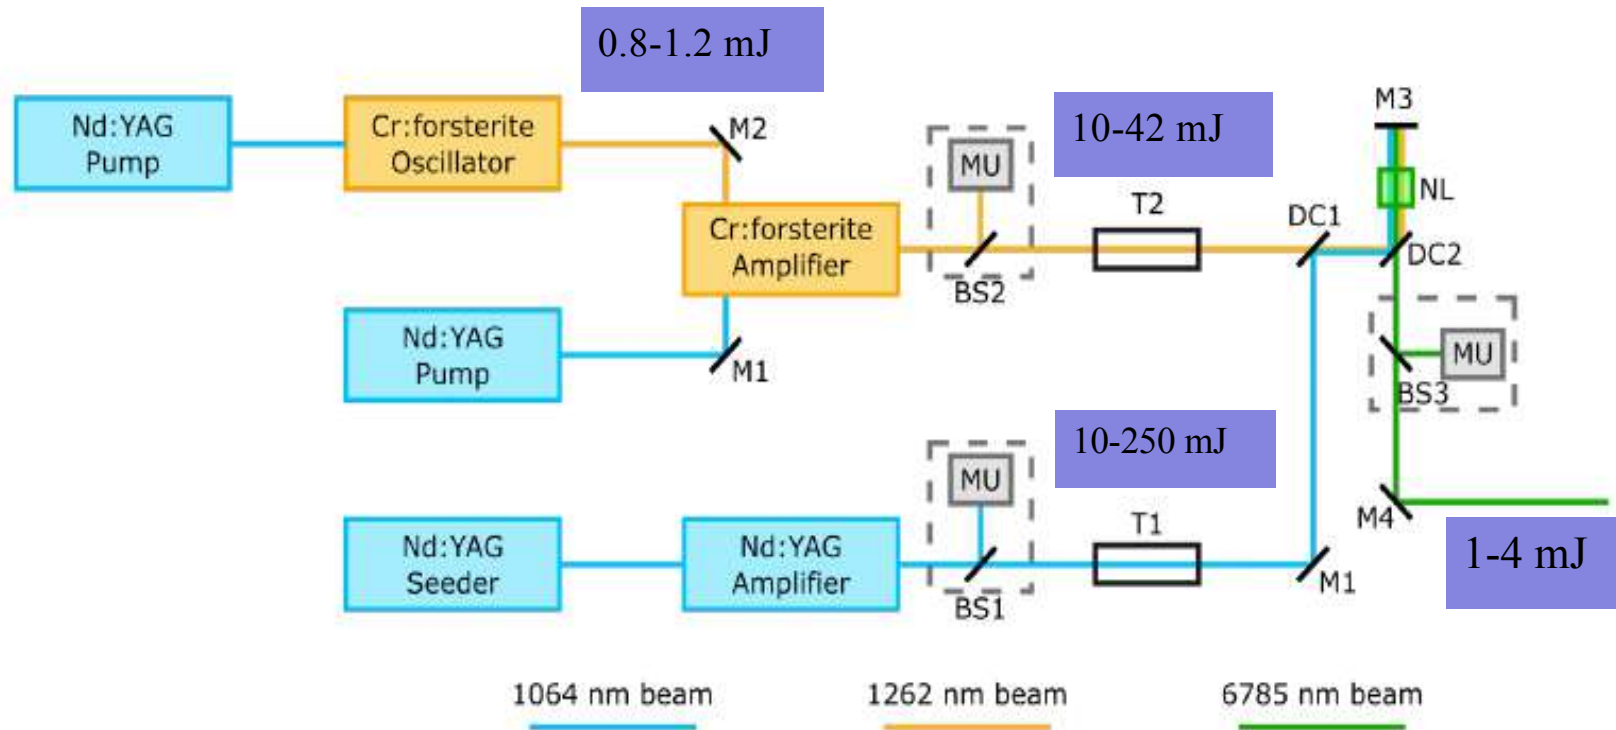 0.8-1.2 mJ
Nd:YAG
Pump
Cr:forsterite
Oscillator
M2
MU
10-42 mJ
M3
NL
T2
DC1
DC2
Cr:forsterite
Amplifier
BS2
Nd:YAG
Pump
M1
MU
BS3
10-250 mJ
MU
T1
M4
1-4 mJ
Nd:YAG
Seeder
Nd:YAG
Amplifier
BS1
M1
1064 nm beam
1262 nm beam
6785 nm beam